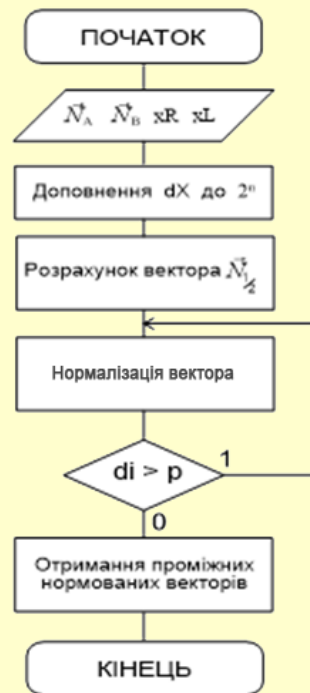 ПОЧАТОК
N⃗A N⃗B xR xL
Доповнення dX до 2ⁿ
Розрахунок вектора N⃗1/2
Нормалізація вектора
di > p
1
0
Отримання проміжних
нормованих векторів
КІНЕЦЬ